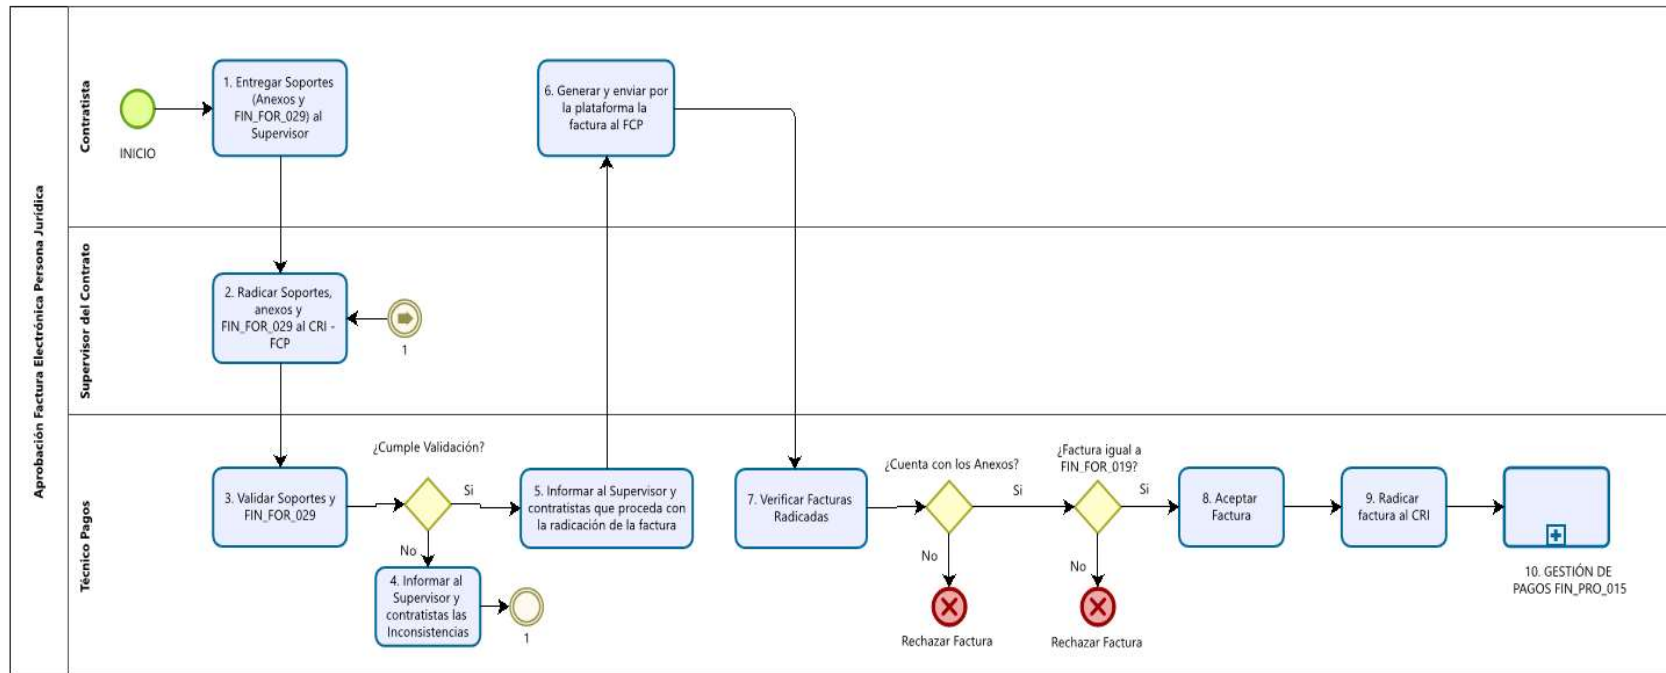 Aprobación Factura Electrónica Persona Jurídica
Contratista
INICIO
1. Entregar Soportes
(Anexos y
FIN_FOR_029) al
Supervisor
6. Generar y enviar por
la plataforma la
factura al FCP
Supervisor del Contrato
2. Radicar Soportes,
anexos y
FIN_FOR_029 al CRI -
FCP
1
Técnico Pagos
3. Validar Soportes y
FIN_FOR_029
¿Cumple Validación?
Si
No
4. Informar al
Supervisor y
contratistas las
Inconsistencias
1
5. Informar al Supervisor y
contratistas que proceda con
la radicación de la factura
7. Verificar Facturas
Radicadas
¿Cuenta con los Anexos?
Si
No
Rechazar Factura
¿Factura igual a
FIN_FOR_019?
Si
No
Rechazar Factura
8. Aceptar
Factura
9. Radicar
factura al CRI
10. GESTIÓN DE
PAGOS FIN_PRO_015